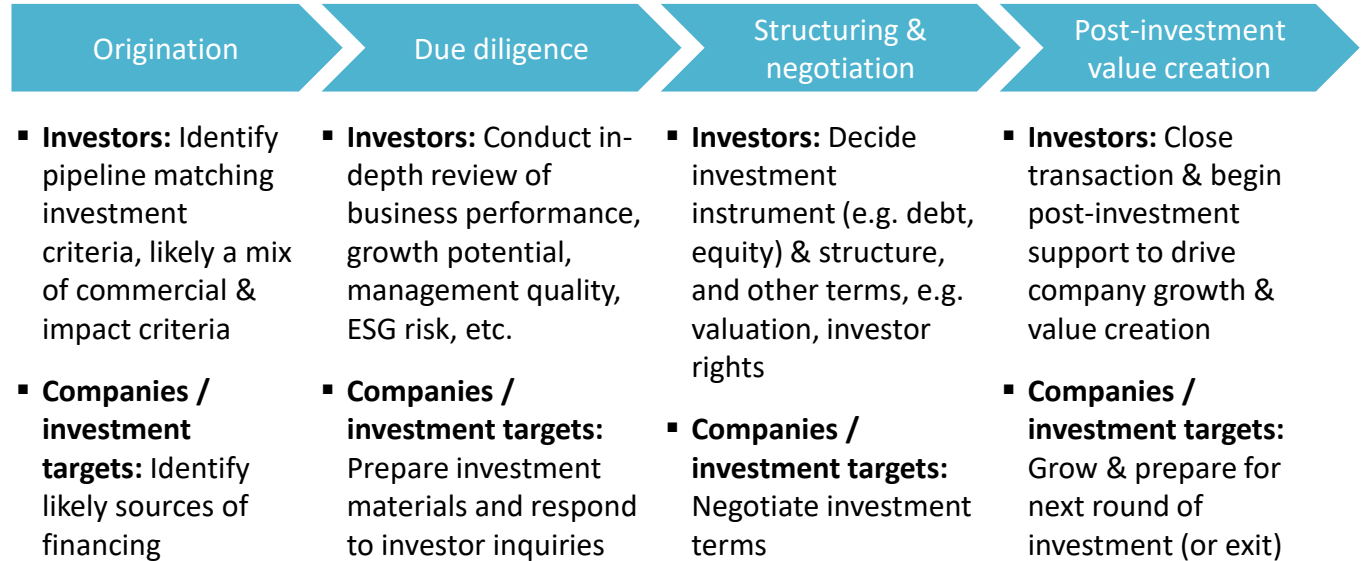 Origination
Due diligence
Structuring &
negotiation
Post-investment
value creation
▪ Investors: Identify
pipeline matching
investment
criteria, likely a mix
of commercial &
impact criteria
▪ Companies /
investment
targets: Identify
likely sources of
financing
▪ Investors: Conduct in-
depth review of
business performance,
growth potential,
management quality,
ESG risk, etc.
▪ Companies /
investment targets:
Prepare investment
materials and respond
to investor inquiries
▪ Investors: Decide
investment
instrument (e.g. debt,
equity) & structure,
and other terms, e.g.
valuation, investor
rights
▪ Companies /
investment targets:
Negotiate investment
terms
▪ Investors: Close
transaction & begin
post-investment
support to drive
company growth &
value creation
▪ Companies /
investment targets:
Grow & prepare for
next round of
investment (or exit)